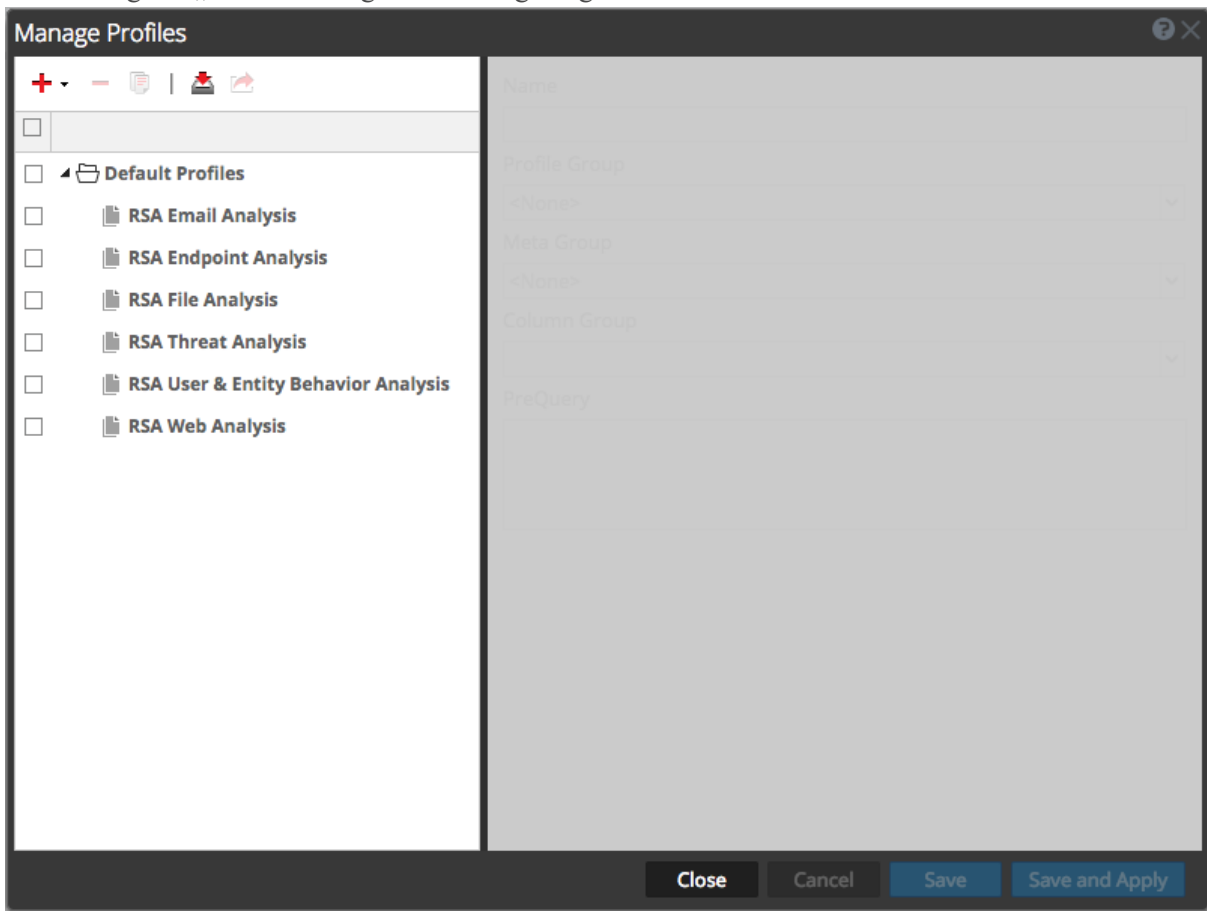 Manage Profiles
Name
Default Profiles
Profile Group
RSA Email Analysis
<None>
RSA Endpoint Analysis
Meta Group
RSA File Analysis
<None>
RSA Threat Analysis
Column Group
RSA User & Entity Behavior Analysis
PreQuery
RSA Web Analysis
Close Cancel Save Save and Apply